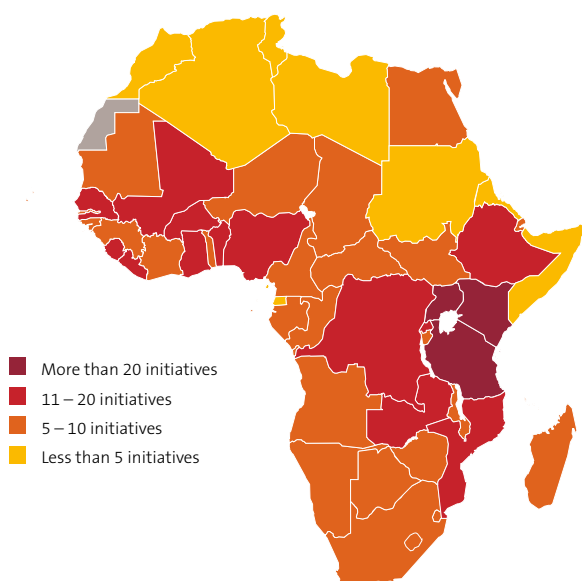 More than 20 initiatives
11 – 20 initiatives
5 – 10 initiatives
Less than 5 initiatives